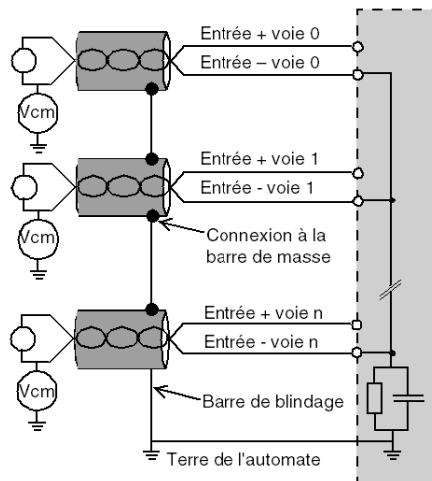 Entrée + voie 0
Entrée – voie 0
Vcm
Entrée + voie 1
Entrée - voie 1
Vcm
Connexion à la
barre de masse
Entrée + voie n
Entrée - voie n
Vcm
Barre de blindage
Terre de l'automate